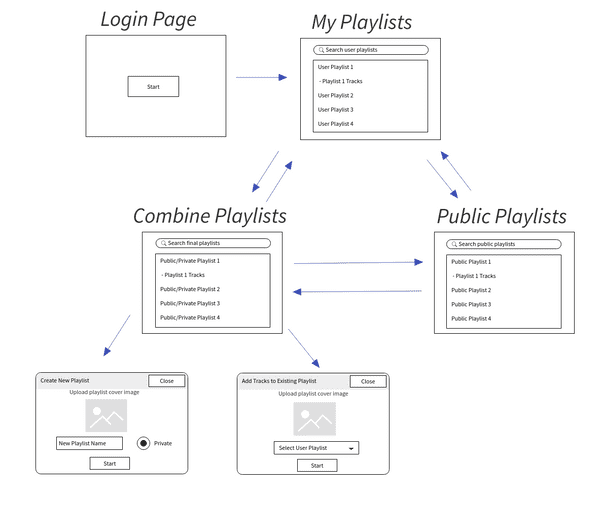 Login Page
Start
My Playlists
Search user playlists
User Playlist 1
- Playlist 1 Tracks
User Playlist 2
User Playlist 3
User Playlist 4
Combine Playlists
Search final playlists
Public/Private Playlist 1
- Playlist 1 Tracks
Public/Private Playlist 2
Public/Private Playlist 3
Public/Private Playlist 4
Public Playlists
Search public playlists
Public Playlist 1
- Playlist 1 Tracks
Public Playlist 2
Public Playlist 3
Public Playlist 4
Create New Playlist
Close
Upload playlist cover image
New Playlist Name
Private
Start
Add Tracks to Existing Playlist
Close
Upload playlist cover image
Select User Playlist
Start